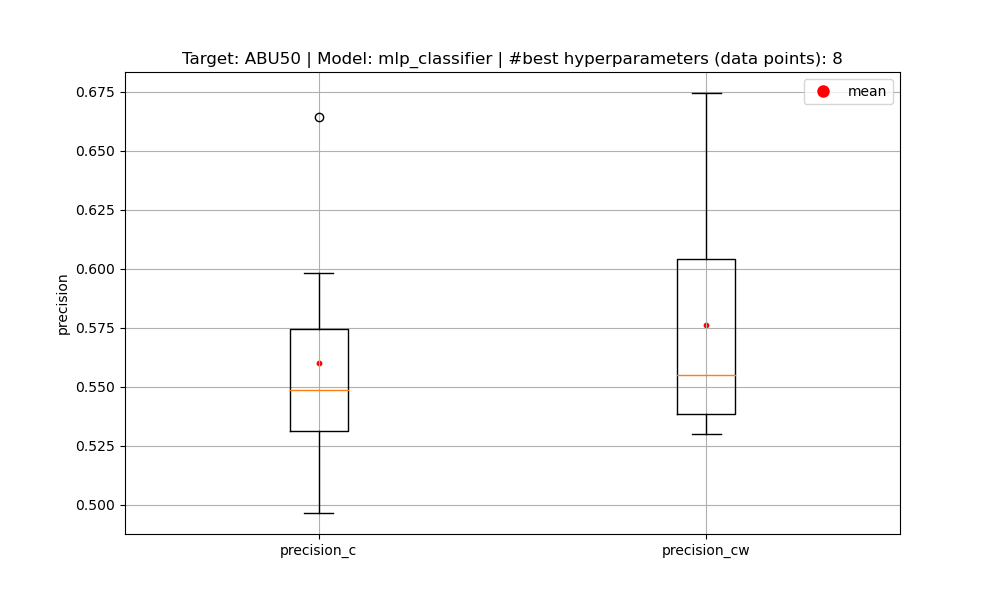 Target: ABU50 | Model: mlp_classifier | #best hyperparameters (data points): 8
mean
precision
0.675
0.650
0.625
0.600
0.575
0.550
0.525
0.500
precision_c
precision_cw